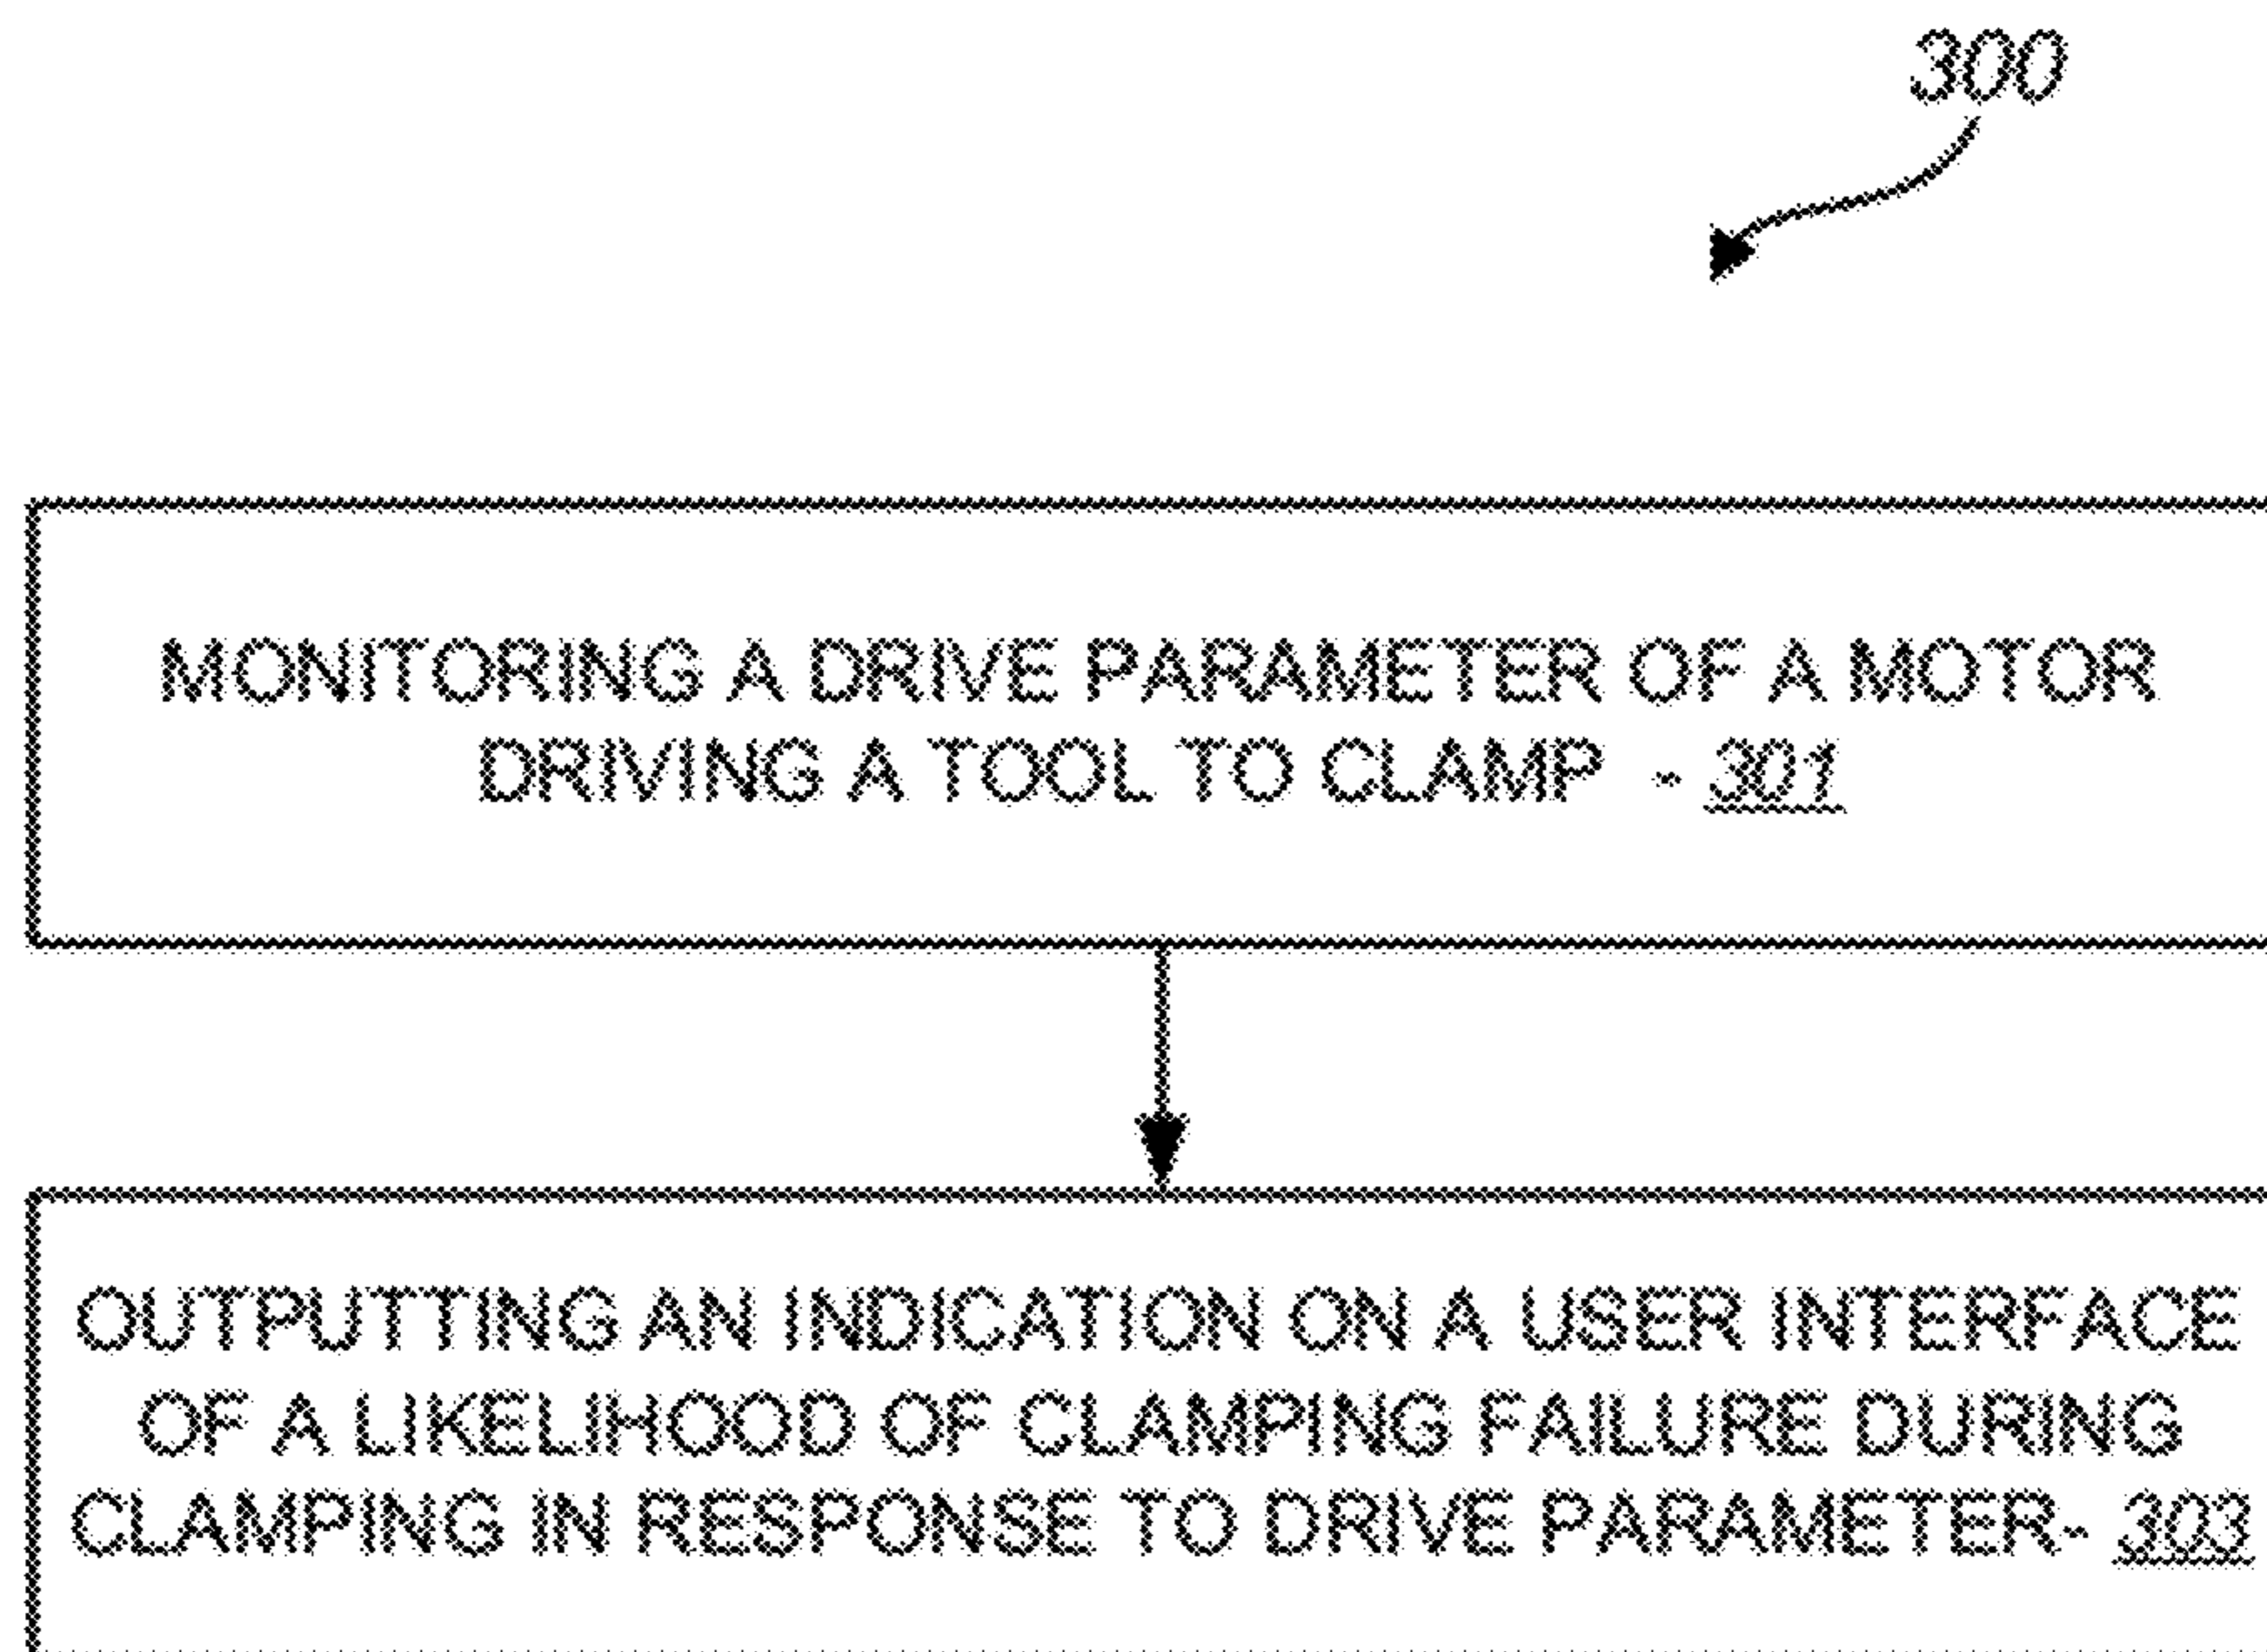 300
MONITORING A DRIVE PARAMETER OF A MOTOR
DRIVING A TOOL TO CLAMP - 301
OUTPUTTING AN INDICATION ON A USER INTERFACE
OF A LIKELIHOOD OF CLAMPING FAILURE DURING
CLAMPING IN RESPONSE TO DRIVE PARAMETER- 303